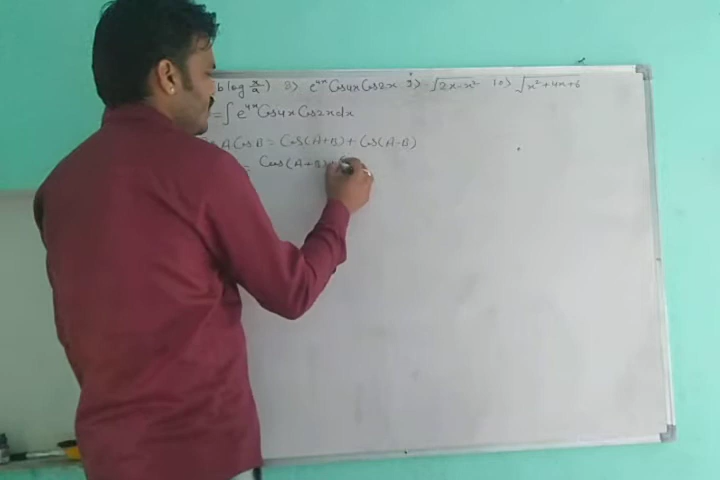 b log x/a) 8) e^{4x} Cos4x Cos2x 9) √2x-x² 10) √x²+4x+6
= ∫ e^{4x} Cos4x Cos2x dx
A Cos B = Cos(A+B) + Cos(A-B)
= Cos(A+B) +